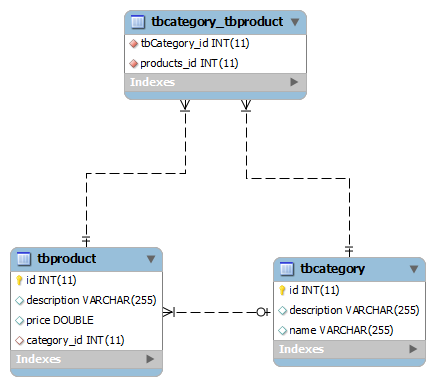 tbcategory_tbproduct
tbCategory_id INT(11)
products_id INT(11)
Indexes
tbproduct
id INT(11)
description VARCHAR(255)
price DOUBLE
category_id INT(11)
Indexes
tbcategory
id INT(11)
description VARCHAR(255)
name VARCHAR(255)
Indexes